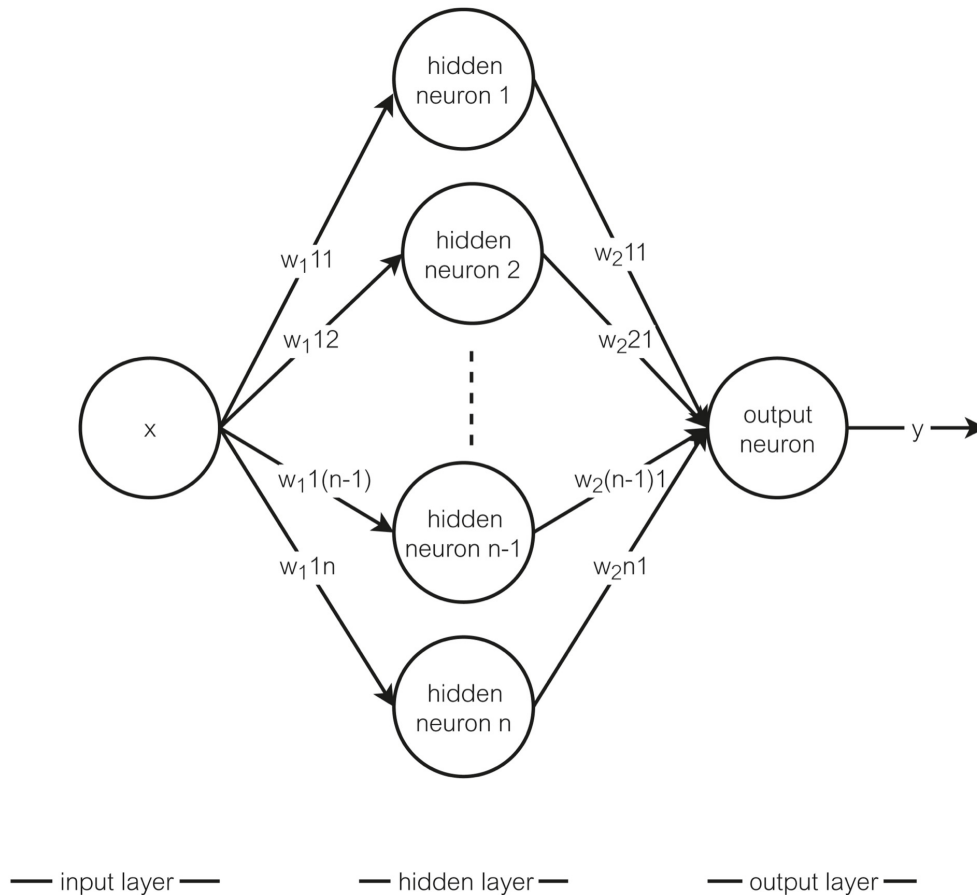 hidden
neuron 1
w₁11
w₂11
hidden
neuron 2
w₁12
w₂21
x
output
neuron
y
w₁1(n-1)
w₂(n-1)1
hidden
neuron n-1
w₁1n
w₂n1
hidden
neuron n
input layer
hidden layer
output layer